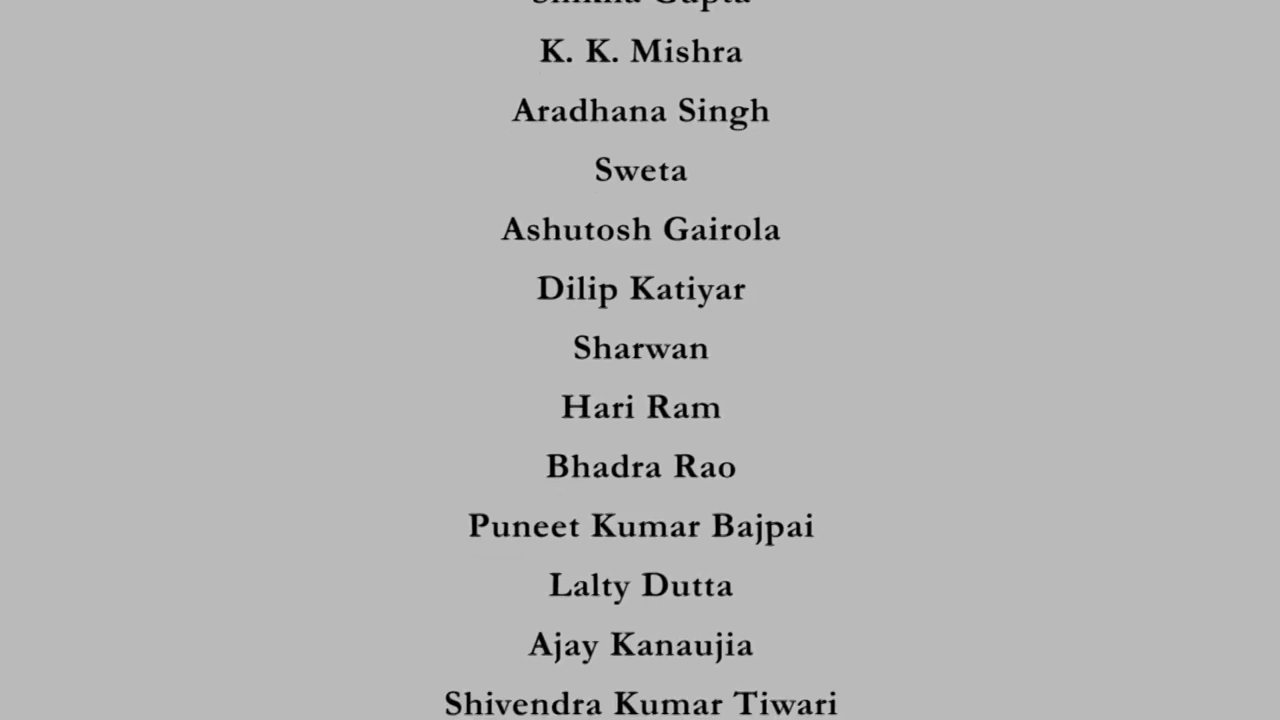 K. K. Mishra
Aradhana Singh
Sweta
Ashutosh Gairola
Dilip Katiyar
Sharwan
Hari Ram
Bhadra Rao
Puneet Kumar Bajpai
Lalty Dutta
Ajay Kanaujia
Shivendra Kumar Tiwari